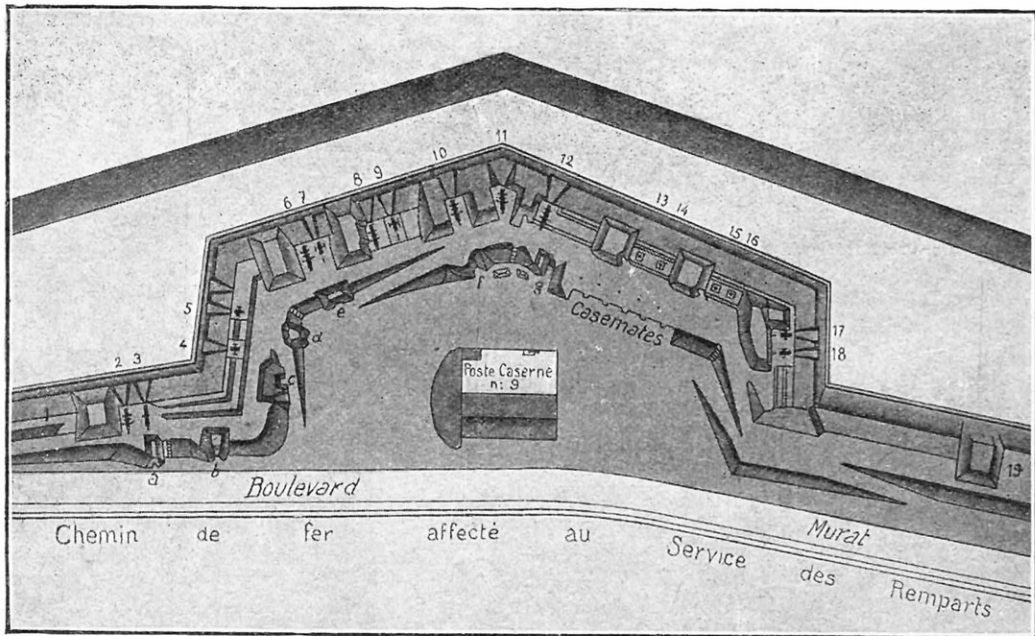 11
10
12
8 9
6 7
13 14
15 16
5
f
g
e
Casemates
17
d
4
18
2 3
Poste Caserne
n: 9
c
1
a
b
19
Boulevard
Murat
Chemin de fer affecté au Service des Remparts